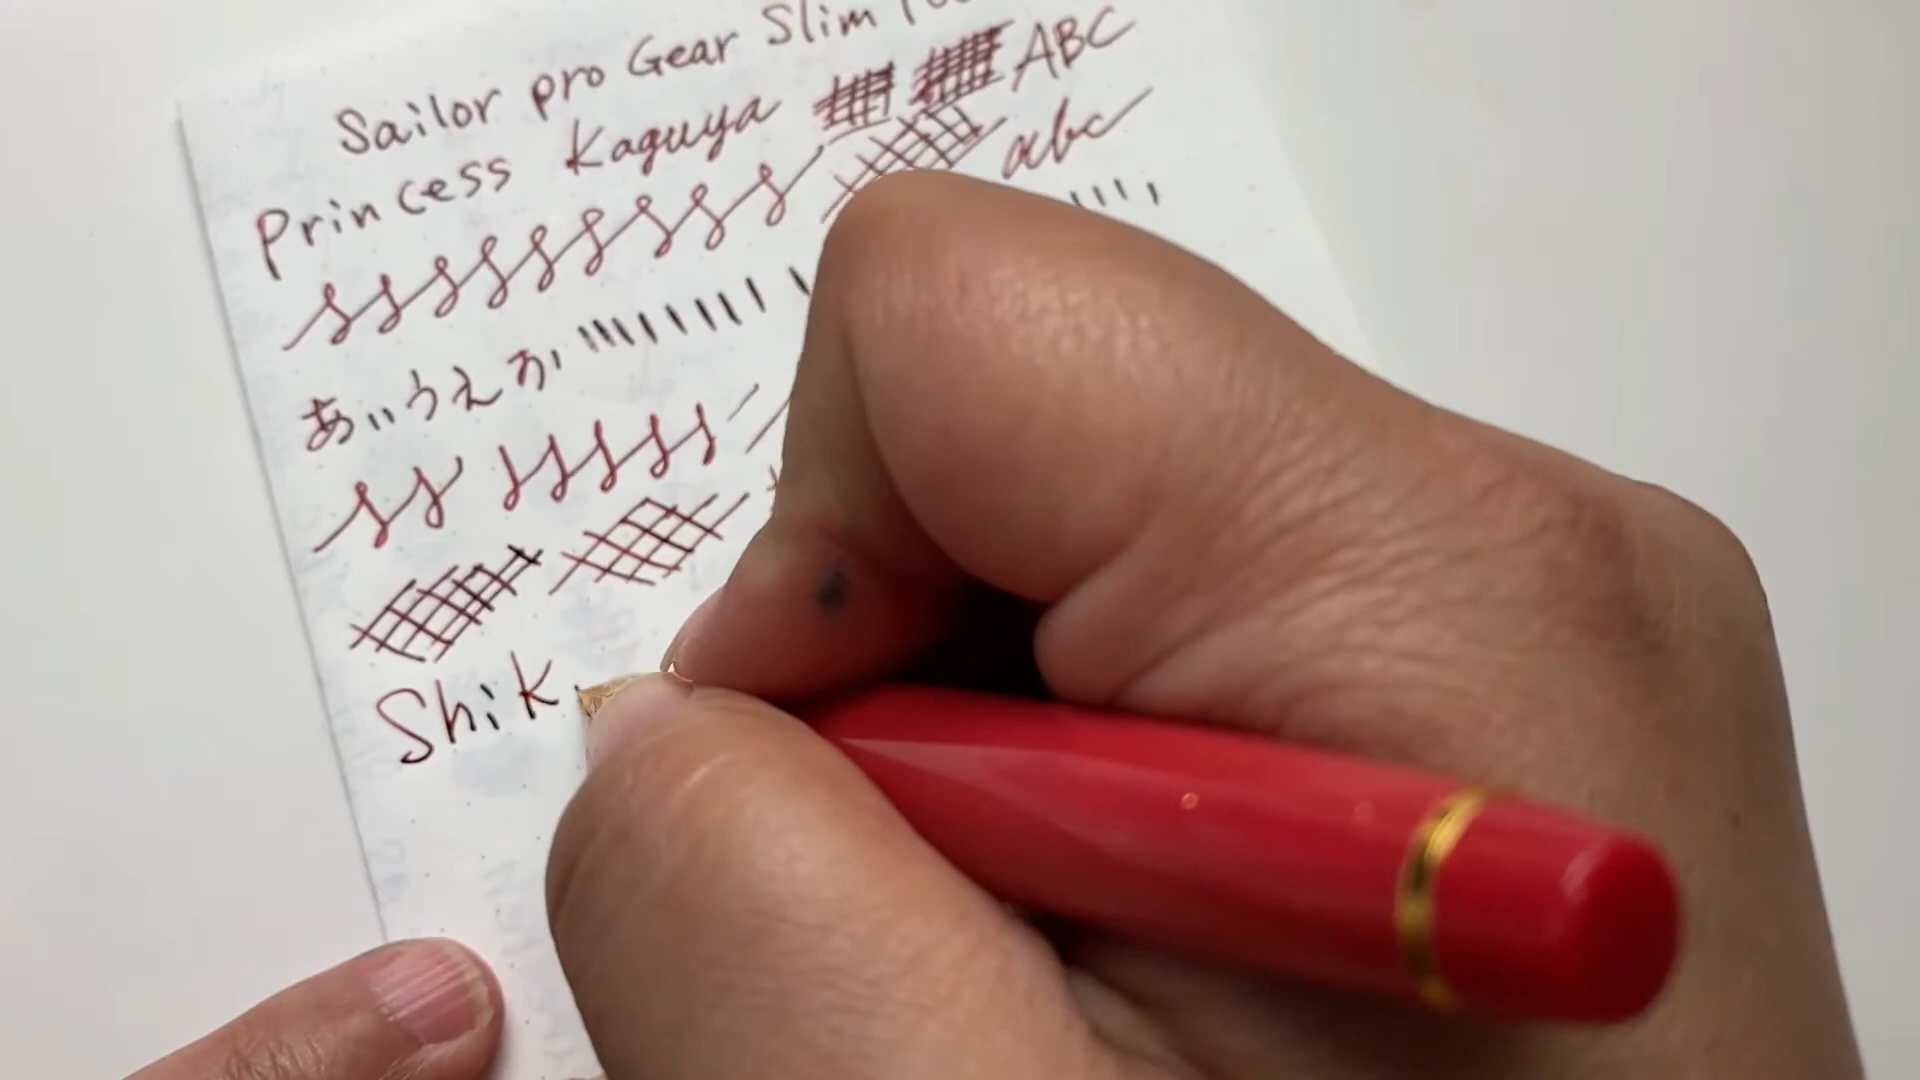 Sailor pro Gear Slim
Princess Kaguya ABC
abc
あいうえお
Shik